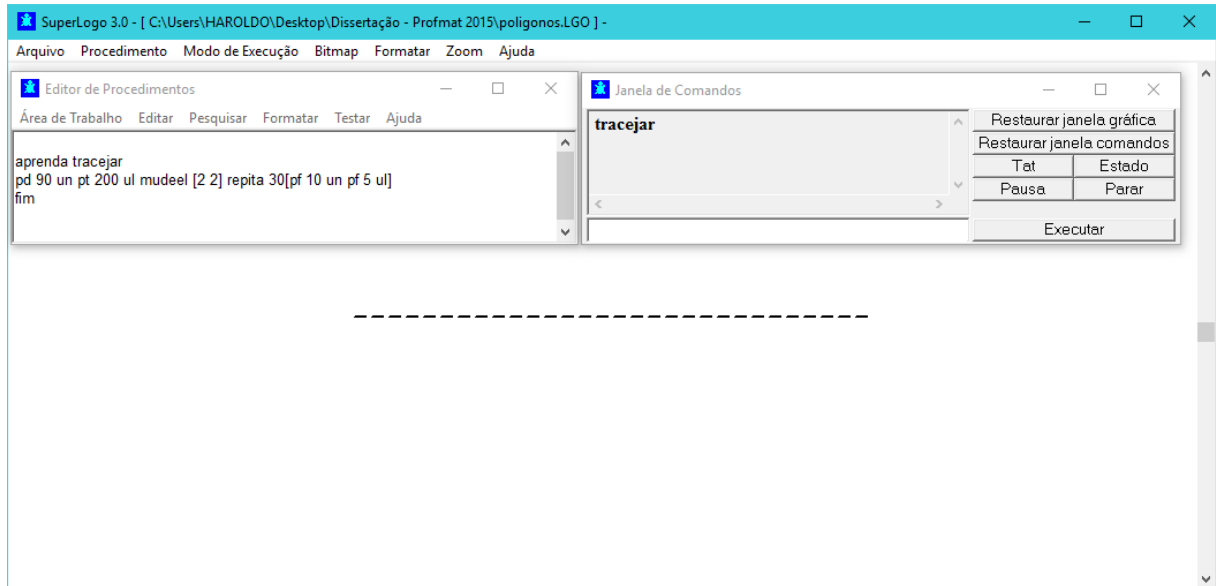 SuperLogo 3.0 - [ C:\Users\HAROLDO\Desktop\Dissertação - Profmat 2015\poligonos.LGO ] -
Arquivo Procedimento Modo de Execução Bitmap Formatar Zoom Ajuda
Editor de Procedimentos
Área de Trabalho Editar Pesquisar Formatar Testar Ajuda
aprenda tracejar
pd 90 un pt 200 ul mudeel [2 2] repita 30[pf 10 un pf 5 ul]
fim
Janela de Comandos
tracejar
Restaurar janela gráfica
Restaurar janela comandos
Tat Estado
Pausa Parar
Executar